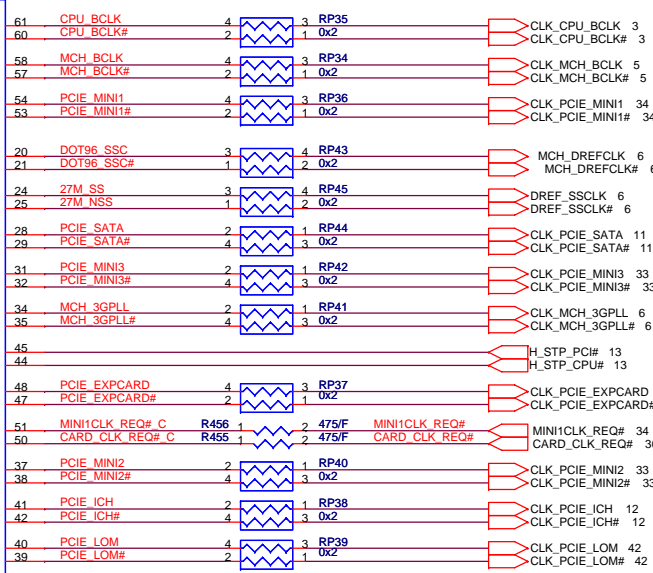 61 CPU_BCLK 4 3 RP35 CLK_CPU_BCLK 3
60 CPU_BCLK# 2 1 0x2 CLK_CPU_BCLK# 3
58 MCH_BCLK 4 3 RP34 CLK_MCH_BCLK 5
57 MCH_BCLK# 2 1 0x2 CLK_MCH_BCLK# 5
54 PCIE_MINI1 4 3 RP36 CLK_PCIE_MINI1 34
53 PCIE_MINI1# 2 1 0x2 CLK_PCIE_MINI1# 34
20 DOT96_SSC 3 4 RP43 MCH_DREFCLK 6
21 DOT96_SSC# 1 2 0x2 MCH_DREFCLK# 6
24 27M_SS 3 4 RP45 DREF_SSCLK 6
25 27M_NSS 1 2 0x2 DREF_SSCLK# 6
28 PCIE_SATA 2 1 RP44 CLK_PCIE_SATA 11
29 PCIE_SATA# 4 3 0x2 CLK_PCIE_SATA# 11
31 PCIE_MINI3 2 1 RP42 CLK_PCIE_MINI3 33
32 PCIE_MINI3# 4 3 0x2 CLK_PCIE_MINI3# 33
34 MCH_3GPLL 2 1 RP41 CLK_MCH_3GPLL 6
35 MCH_3GPLL# 4 3 0x2 CLK_MCH_3GPLL# 6
45 H_STP_PCI# 13
44 H_STP_CPU# 13
48 PCIE_EXPCARD 4 3 RP37 CLK_PCIE_EXPCARD
47 PCIE_EXPCARD# 2 1 0x2 CLK_PCIE_EXPCARD#
51 MINI1CLK_REQ#_C R456 1 2 475/F MINI1CLK_REQ# MINI1CLK_REQ# 34
50 CARD_CLK_REQ#_C R455 1 2 475/F CARD_CLK_REQ# CARD_CLK_REQ#
37 PCIE_MINI2 2 1 RP40 CLK_PCIE_MINI2 33
38 PCIE_MINI2# 4 3 0x2 CLK_PCIE_MINI2# 33
41 PCIE_ICH 2 1 RP38 CLK_PCIE_ICH 12
42 PCIE_ICH# 4 3 0x2 CLK_PCIE_ICH# 12
40 PCIE_LOM 4 3 RP39 CLK_PCIE_LOM 42
39 PCIE_LOM# 2 1 0x2 CLK_PCIE_LOM# 42